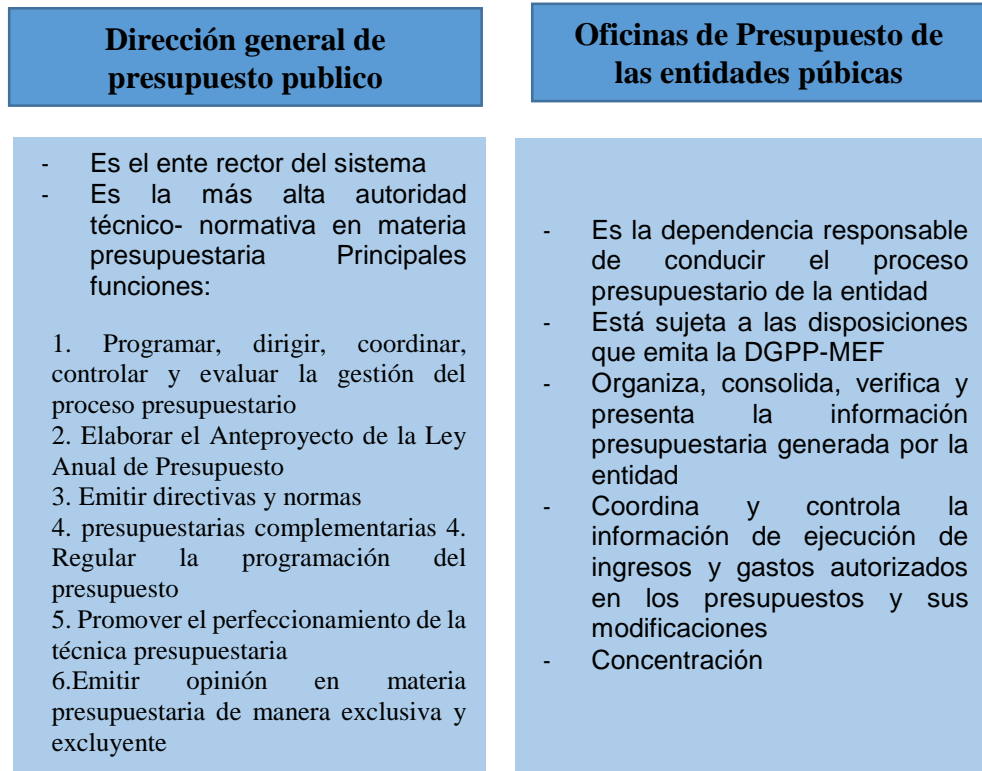 Dirección general de
presupuesto publico
- Es el ente rector del sistema
- Es la más alta autoridad
técnico- normativa en materia
presupuestaria Principales
funciones:
1. Programar, dirigir, coordinar,
controlar y evaluar la gestión del
proceso presupuestario
2. Elaborar el Anteproyecto de la Ley
Anual de Presupuesto
3. Emitir directivas y normas
4. presupuestarias complementarias 4.
Regular la programación del
presupuesto
5. Promover el perfeccionamiento de la
técnica presupuestaria
6.Emitir opinión en materia
presupuestaria de manera exclusiva y
excluyente
Oficinas de Presupuesto de
las entidades púbicas
- Es la dependencia responsable
de conducir el proceso
presupuestario de la entidad
- Está sujeta a las disposiciones
que emita la DGPP-MEF
- Organiza, consolida, verifica y
presenta la información
presupuestaria generada por la
entidad
- Coordina y controla la
información de ejecución de
ingresos y gastos autorizados
en los presupuestos y sus
modificaciones
- Concentración